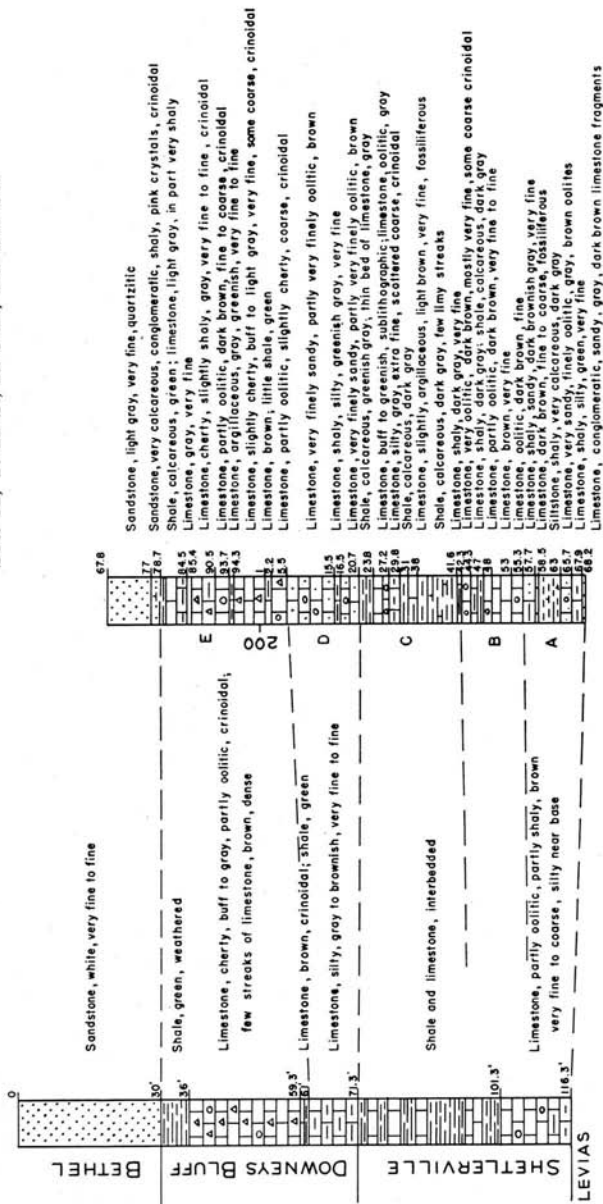 BETHEL
DOWNEYS BLUFF
SHETLERVILLE
LEVIAS
0
30'
36'
59.3'
71.3'
101.3'
116.3'
Sandstone, white, very fine to fine
Shale, green, weathered
Limestone, cherty, buff to gray, partly oolitic, crinoidal;
few streaks of limestone, brown, dense
Limestone, brown, crinoidal; shale, green
Limestone, silty, gray to brownish, very fine to fine
Shale and limestone, interbedded
Limestone, partly oolitic, partly shaly, brown
very fine to coarse, silty near base
E
200
D
C
B
A
67.8
77
78.7
84.5
85.4
90.5
93.7
94.3
1
2.2
5.5
15.5
16.5
20.7
23.8
27.2
29.8
31
38
41.6
42.3
44.3
47
48
53
55.3
57.7
58.5
63
65.7
67.9
68.2
Sandstone, light gray, very fine, quartzitic
Sandstone, very calcareous, conglomeratic, shaly, pink crystals, crinoidal
Shale, calcareous, green; limestone, light gray, in part very shaly
Limestone, gray, very fine
Limestone, cherty, slightly shaly, gray, very fine to fine, crinoidal
Limestone, partly oolitic, dark brown, fine to coarse, crinoidal
Limestone, argillaceous, gray, greenish, very fine to fine
Limestone, slightly cherty, buff to light gray, very fine, some coarse, crinoidal
Limestone, brown; little shale, green
Limestone, partly oolitic, slightly cherty, coarse, crinoidal
Limestone, very finely sandy, partly very finely oolitic, brown
Limestone, shaly, silty, greenish gray, very fine
Limestone, very finely sandy, partly very finely oolitic, brown
Shale, calcareous, greenish gray; thin bed of limestone, gray
Limestone, buff to greenish, sublithographic; limestone, oolitic, gray
Limestone, silty, gray, extra fine, scattered coarse, crinoidal
Shale, calcareous, dark gray
Limestone, slightly, argillaceous, light brown, very fine, fossiliferous
Shale, calcareous, dark gray, few limy streaks
Limestone, shaly, dark gray, very fine
Limestone, very oolitic, dark brown, mostly very fine, some coarse crinoidal
Limestone, shaly, dark gray; shale, calcareous, dark gray
Limestone, partly oolitic, dark brown, very fine to fine
Limestone, brown, very fine
Limestone, oolitic, dark brown, fine
Limestone, shaly, sandy, dark brownish gray, very fine
Limestone, dark brown, fine to coarse, fossiliferous
Siltstone, shaly, very calcareous, dark gray
Limestone, very sandy, finely oolitic, gray, brown oolites
Limestone, shaly, silty, green, very fine
Limestone, conglomeratic, sandy, gray, dark brown limestone fragments